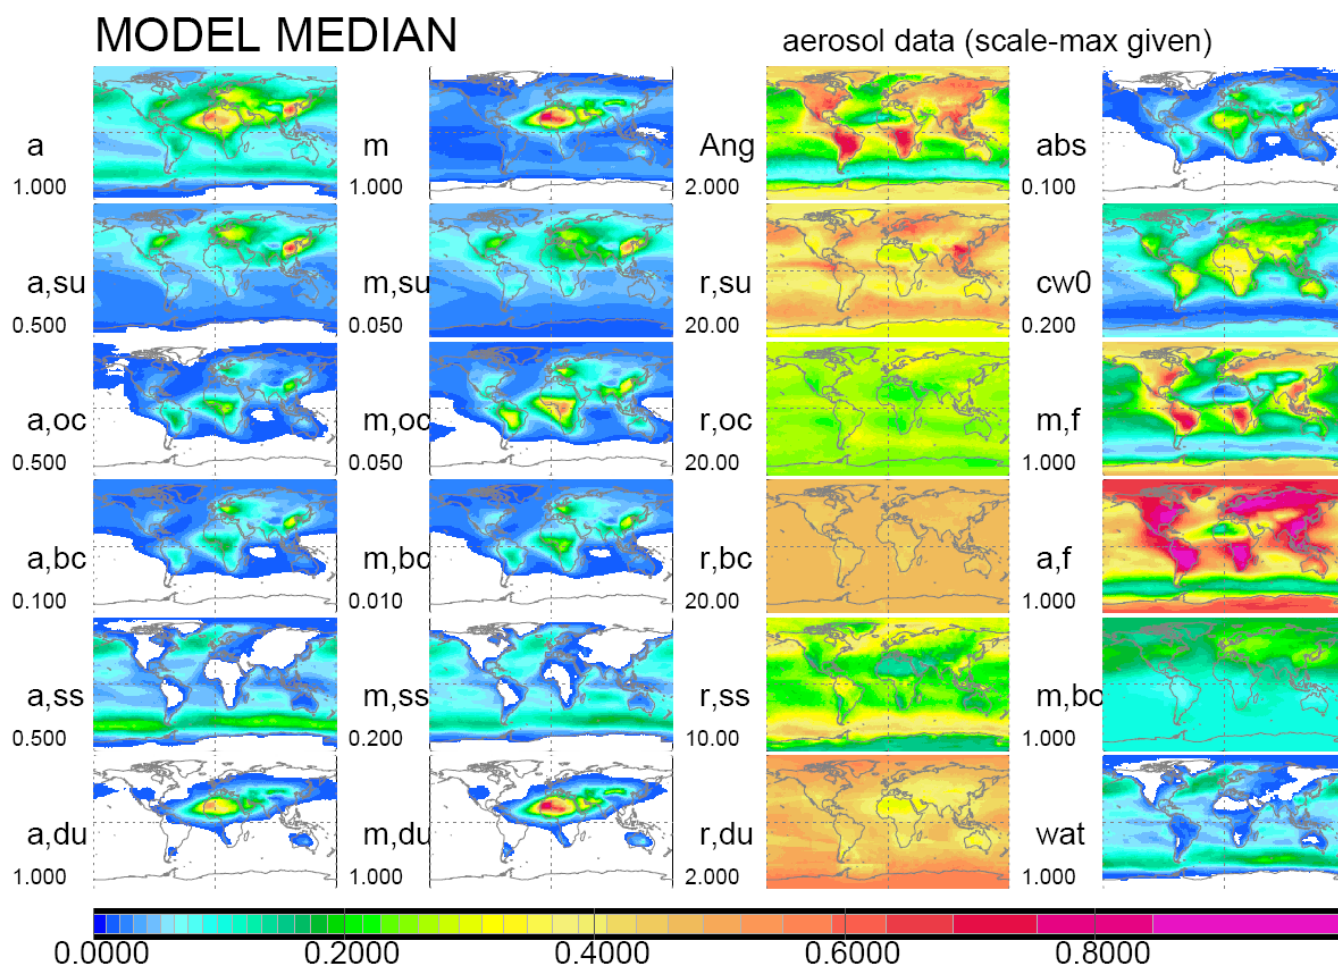 MODEL MEDIAN
aerosol data (scale-max given)
a
1.000
m
1.000
Ang
2.000
abs
0.100
a,su
0.500
m,su
0.050
r,su
20.00
cw0
0.200
a,oc
0.500
m,oc
0.050
r,oc
20.00
m,f
1.000
a,bc
0.100
m,bc
0.010
r,bc
20.00
a,f
1.000
a,ss
0.500
m,ss
0.200
r,ss
10.00
m,bc
1.000
a,du
1.000
m,du
1.000
r,du
2.000
wat
1.000
0.0000 0.2000 0.4000 0.6000 0.8000